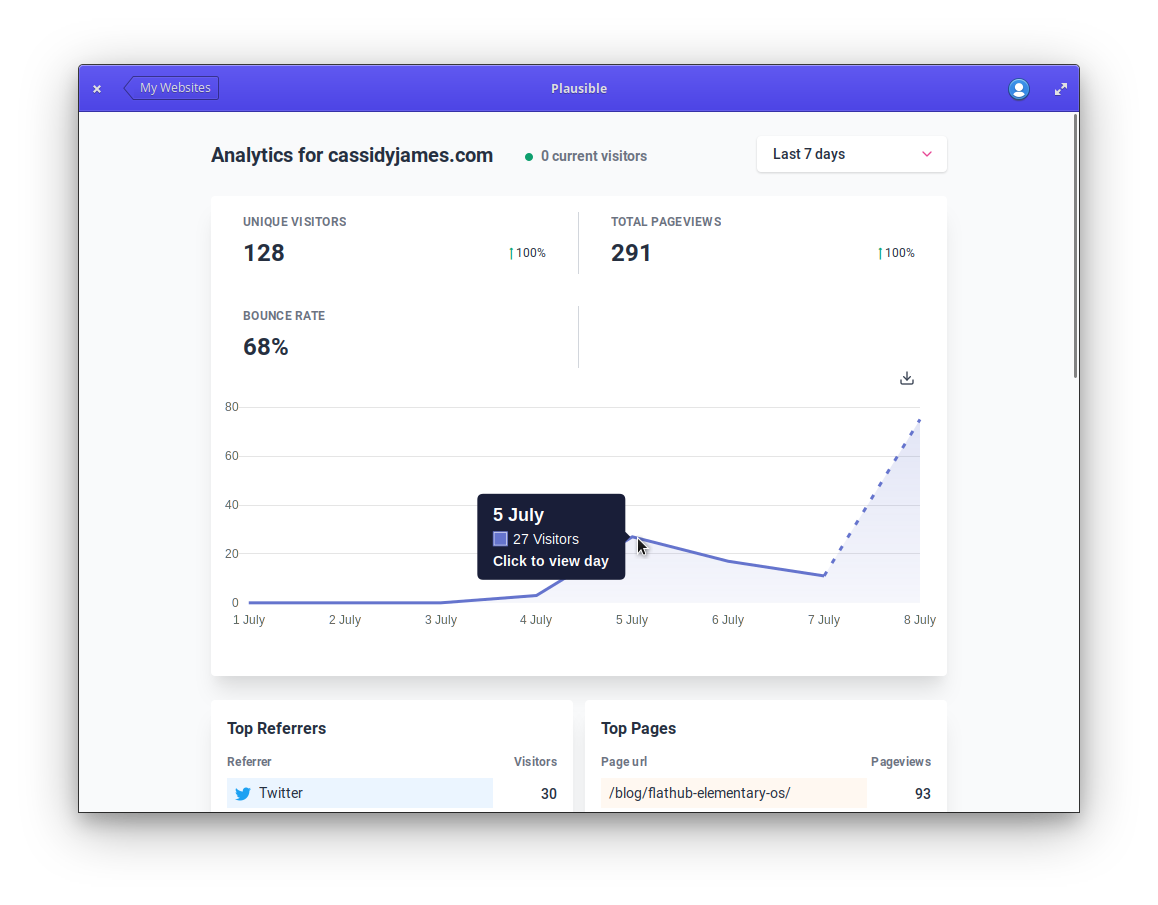 My Websites
Plausible
Analytics for cassidyjames.com
0 current visitors
Last 7 days
UNIQUE VISITORS
128
↑100%
TOTAL PAGEVIEWS
291
↑100%
BOUNCE RATE
68%
80
60
40
20
0
5 July
27 Visitors
Click to view day
1 July
2 July
3 July
4 July
5 July
6 July
7 July
8 July
Top Referrers
Referrer Visitors
Twitter 30
Top Pages
Page url Pageviews
/blog/flathub-elementary-os/ 93